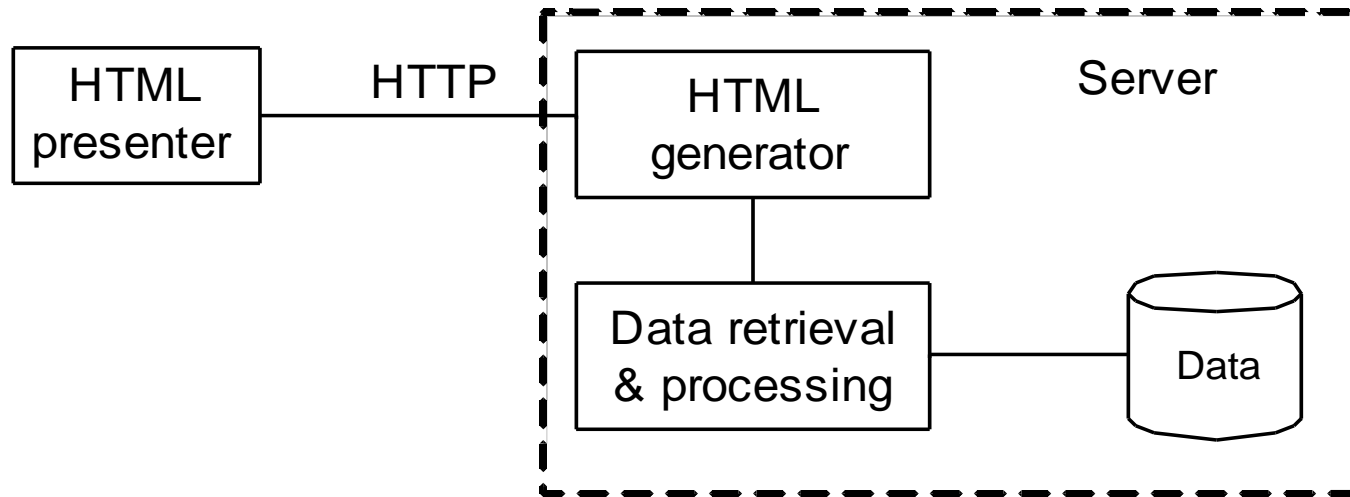 HTML
presenter
HTTP
HTML
generator
Server
Data retrieval
& processing
Data